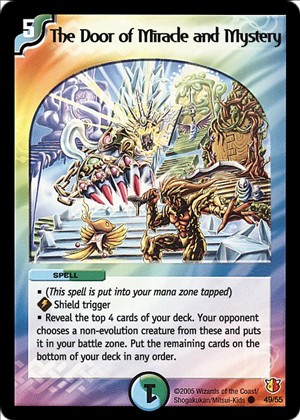 5
The Door of Miracle and Mystery
SPELL
▪ (This spell is put into your mana zone tapped)
Shield trigger
▪ Reveal the top 4 cards of your deck. Your opponent
chooses a non-evolution creature from these and puts
it in your battle zone. Put the remaining cards on the
bottom of your deck in any order.
1
©2005 Wizards of the Coast/
Shogakukan/Mitsui-Kids ● 49/55